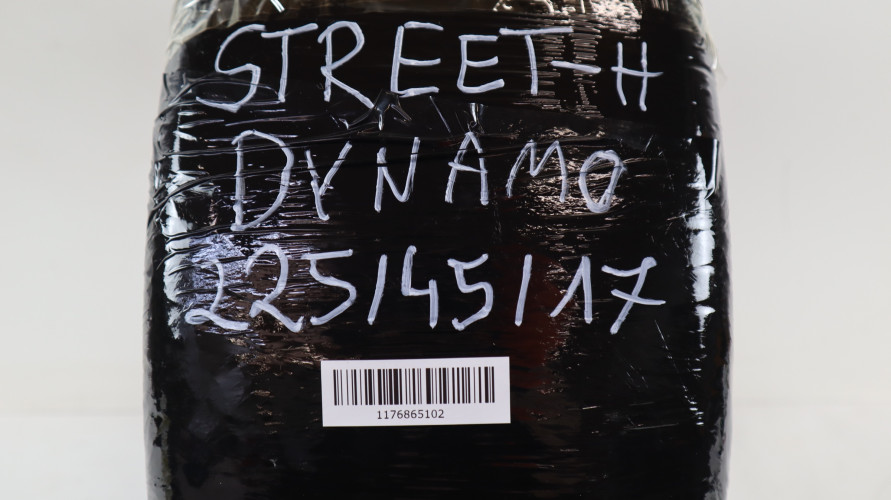 STREET-H
DYNAMO
225/45/17
1176865102